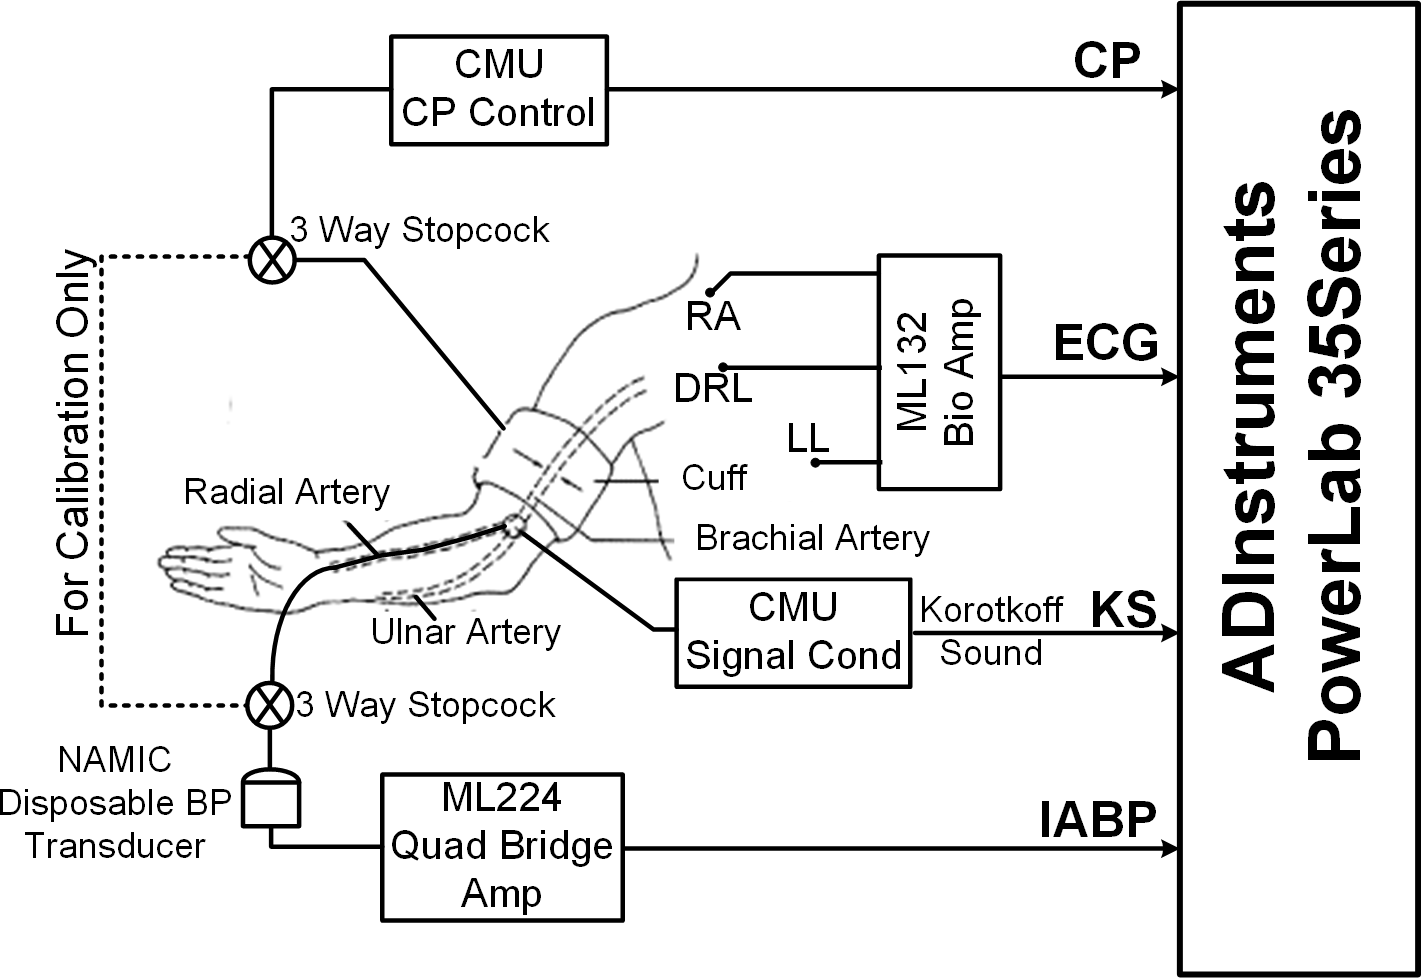 CMU
CP Control
CP
3 Way Stopcock
For Calibration Only
RA
DRL
LL
ML132
Bio Amp
ECG
ADInstruments
PowerLab 35Series
Radial Artery
Cuff
Brachial Artery
Ulnar Artery
CMU
Signal Cond
Korotkoff
Sound
KS
3 Way Stopcock
NAMIC
Disposable BP
Transducer
ML224
Quad Bridge
Amp
IABP